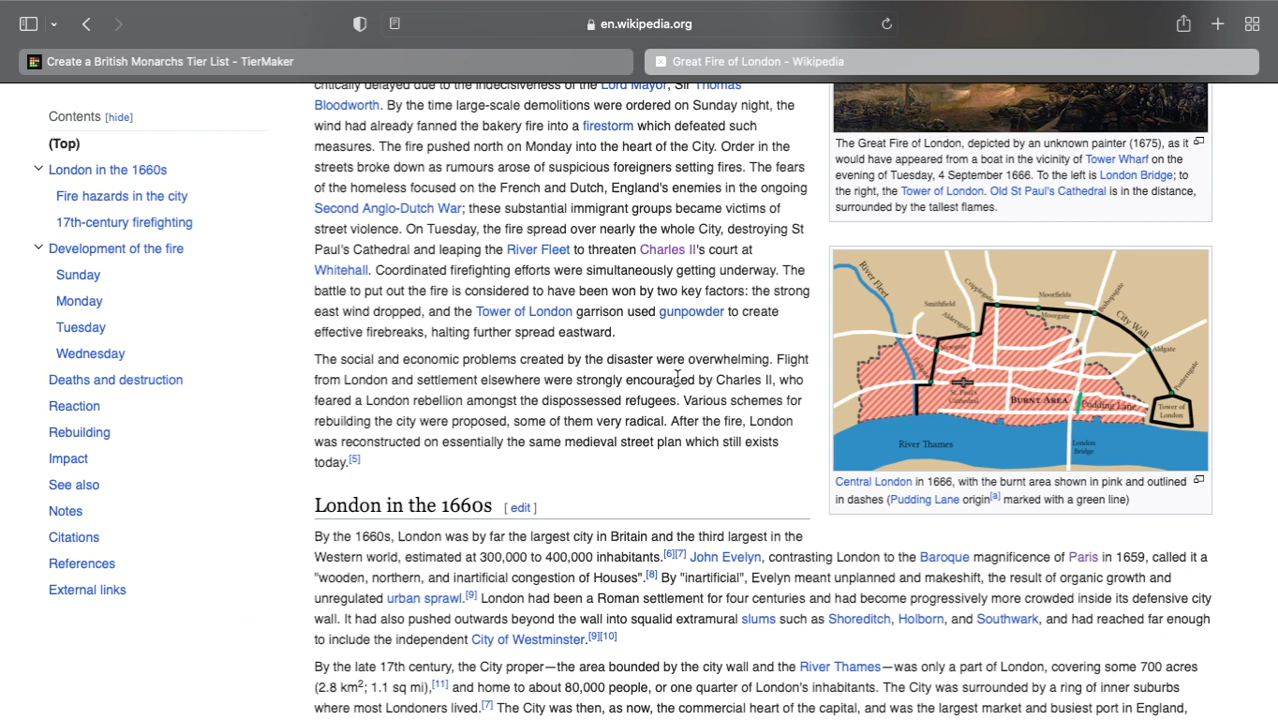 en.wikipedia.org
Create a British Monarchs Tier List - TierMaker
Great Fire of London - Wikipedia
Contents [hide]
(Top)
London in the 1660s
Fire hazards in the city
17th-century firefighting
Development of the fire
Sunday
Monday
Tuesday
Wednesday
Deaths and destruction
Reaction
Rebuilding
Impact
See also
Notes
Citations
References
External links
critically delayed due to the indecisiveness of the Lord Mayor, Sir Thomas
Bloodworth. By the time large-scale demolitions were ordered on Sunday night, the
wind had already fanned the bakery fire into a firestorm which defeated such
measures. The fire pushed north on Monday into the heart of the City. Order in the
streets broke down as rumours arose of suspicious foreigners setting fires. The fears
of the homeless focused on the French and Dutch, England's enemies in the ongoing
Second Anglo-Dutch War; these substantial immigrant groups became victims of
street violence. On Tuesday, the fire spread over nearly the whole City, destroying St
Paul's Cathedral and leaping the River Fleet to threaten Charles II's court at
Whitehall. Coordinated firefighting efforts were simultaneously getting underway. The
battle to put out the fire is considered to have been won by two key factors: the strong
east wind dropped, and the Tower of London garrison used gunpowder to create
effective firebreaks, halting further spread eastward.
The social and economic problems created by the disaster were overwhelming. Flight
from London and settlement elsewhere were strongly encouraged by Charles II, who
feared a London rebellion amongst the dispossessed refugees. Various schemes for
rebuilding the city were proposed, some of them very radical. After the fire, London
was reconstructed on essentially the same medieval street plan which still exists
today.[5]
The Great Fire of London, depicted by an unknown painter (1675), as it
would have appeared from a boat in the vicinity of Tower Wharf on the
evening of Tuesday, 4 September 1666. To the left is London Bridge; to
the right, the Tower of London. Old St Paul's Cathedral is in the distance,
surrounded by the tallest flames.
River Fleet
Smithfield
Cripplegate
Moorfields
Moorgate
Bishopsgate
City Wall
Aldersgate
Newgate
Aldgate
Ludgate
Posterngate
St. Paul's
Cathedral
Burnt Area
Pudding Lane
Tower of
London
River Thames
London
Bridge
Central London in 1666, with the burnt area shown in pink and outlined
in dashes (Pudding Lane origin[a] marked with a green line)
London in the 1660s [ edit ]
By the 1660s, London was by far the largest city in Britain and the third largest in the
Western world, estimated at 300,000 to 400,000 inhabitants.[6][7] John Evelyn, contrasting London to the Baroque magnificence of Paris in 1659, called it a
"wooden, northern, and inartificial congestion of Houses".[8] By "inartificial", Evelyn meant unplanned and makeshift, the result of organic growth and
unregulated urban sprawl.[9] London had been a Roman settlement for four centuries and had become progressively more crowded inside its defensive city
wall. It had also pushed outwards beyond the wall into squalid extramural slums such as Shoreditch, Holborn, and Southwark, and had reached far enough
to include the independent City of Westminster.[9][10]
By the late 17th century, the City proper—the area bounded by the city wall and the River Thames—was only a part of London, covering some 700 acres
(2.8 km2; 1.1 sq mi),[11] and home to about 80,000 people, or one quarter of London's inhabitants. The City was surrounded by a ring of inner suburbs
where most Londoners lived.[7] The City was then, as now, the commercial heart of the capital, and was the largest market and busiest port in England,